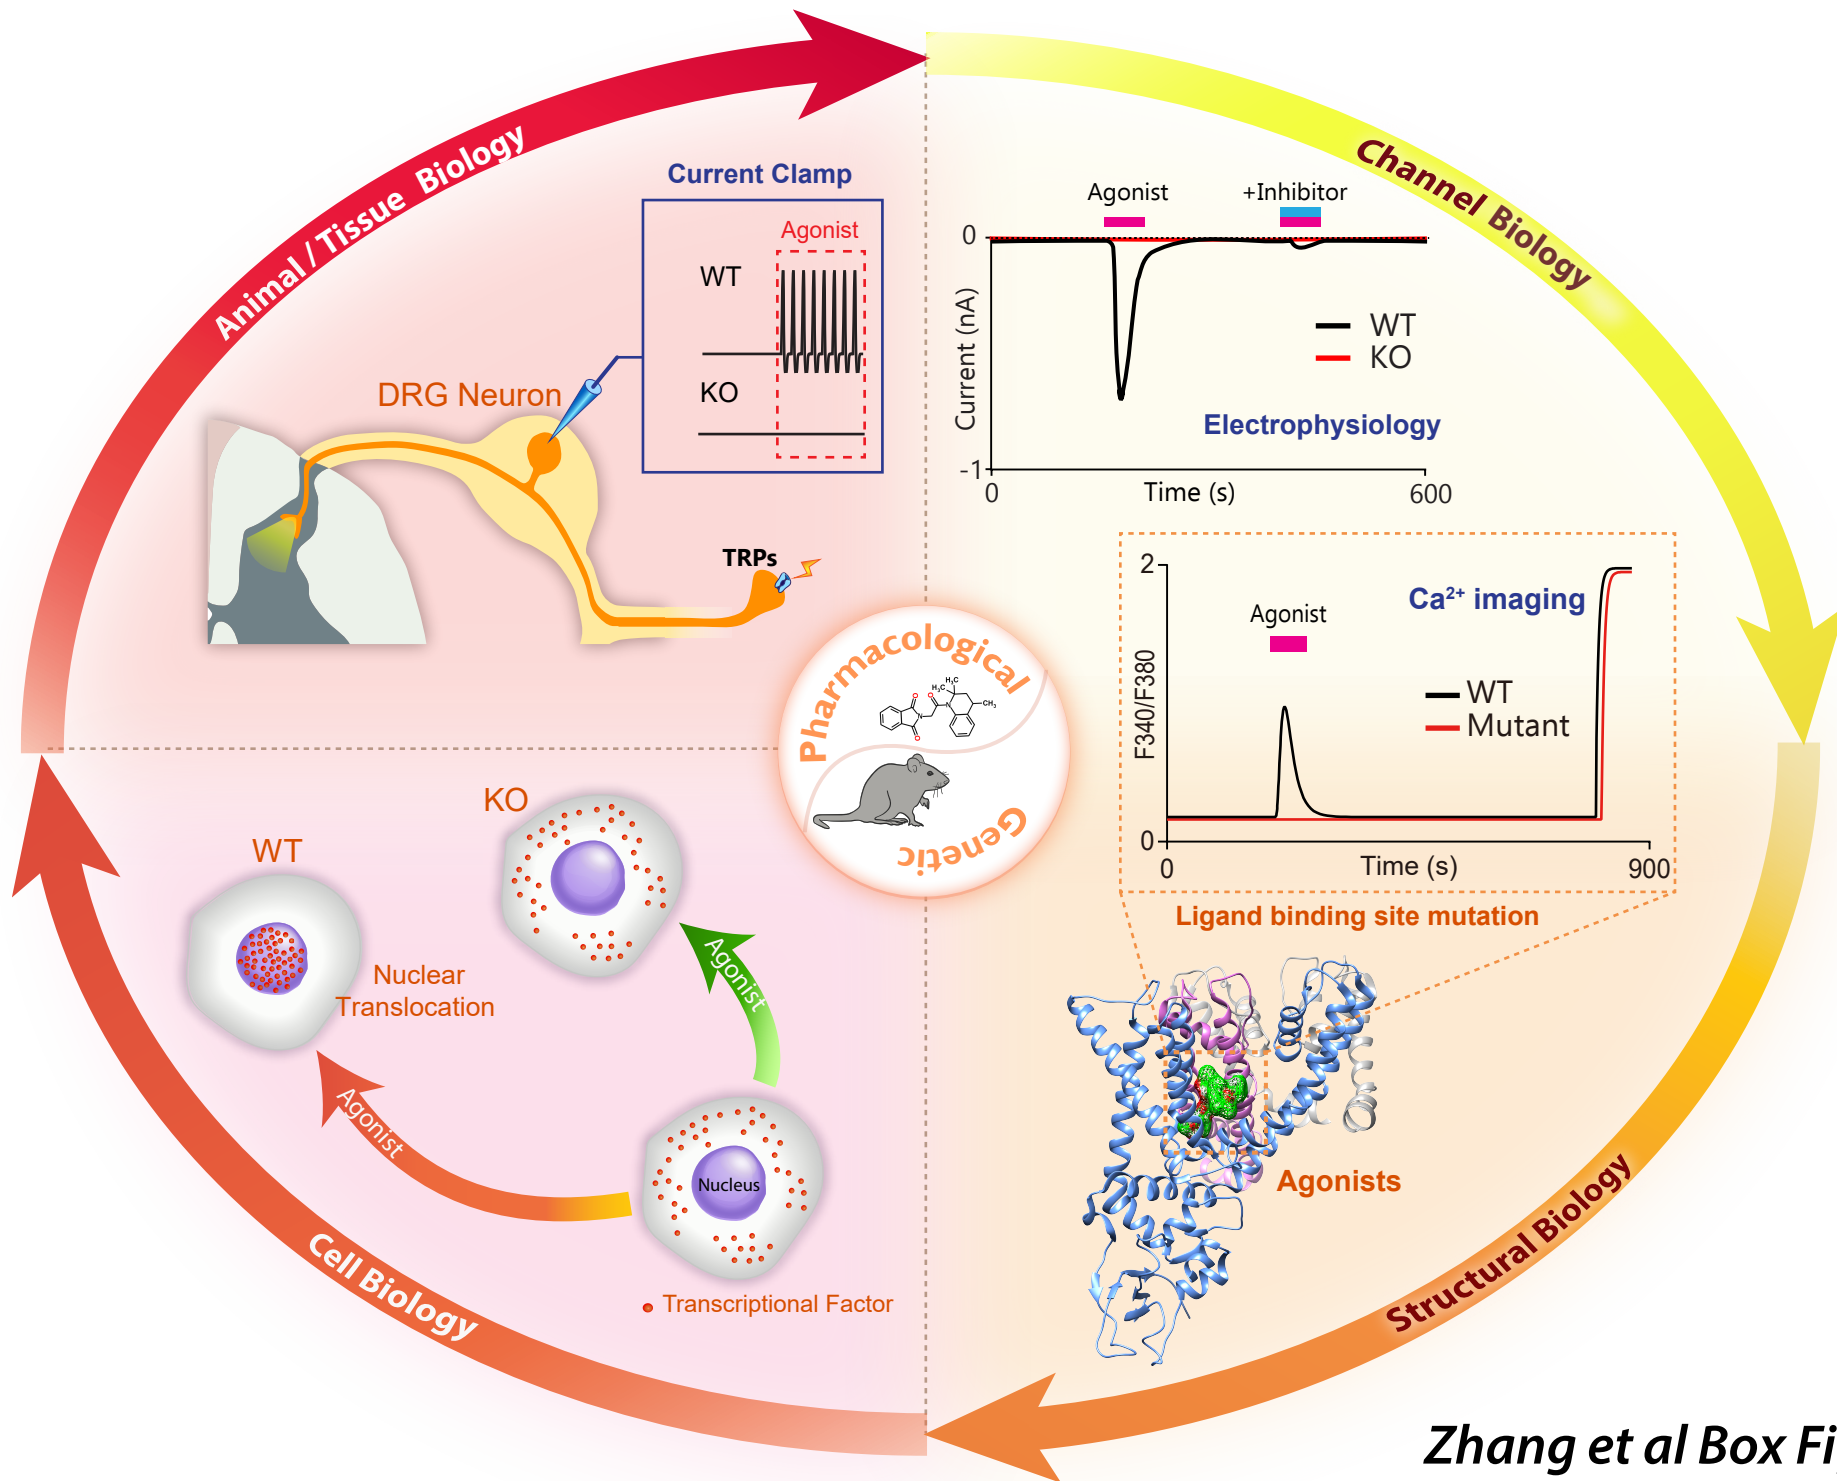 Animal / Tissue Biology
Current Clamp
Agonist
WT
KO
DRG Neuron
TRPs
Channel Biology
Agonist
+Inhibitor
0
Current (nA)
WT
KO
Electrophysiology
-1
0
Time (s)
600
2
Ca²⁺ imaging
Agonist
F340/F380
WT
Mutant
0
0
Time (s)
900
Ligand binding site mutation
Agonists
Structural Biology
Pharmacological
H₃C
H₃C
CH₃
O
O
N
N
O
Genetic
KO
WT
Nuclear
Translocation
Agonist
Agonist
Nucleus
Transcriptional Factor
Cell Biology
Zhang et al Box Fi